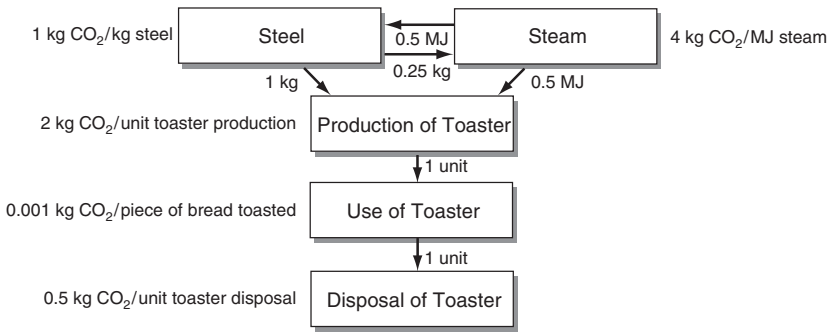 1 kg CO₂/kg steel
Steel
0.5 MJ
0.25 kg
Steam
4 kg CO₂/MJ steam
1 kg
0.5 MJ
2 kg CO₂/unit toaster production
Production of Toaster
1 unit
0.001 kg CO₂/piece of bread toasted
Use of Toaster
1 unit
0.5 kg CO₂/unit toaster disposal
Disposal of Toaster